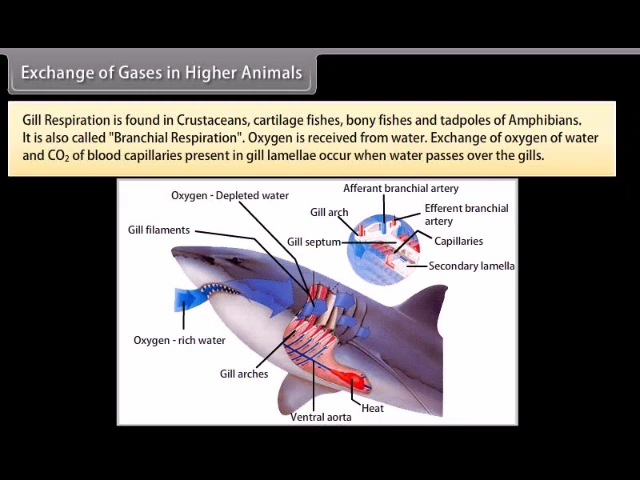 Exchange of Gases in Higher Animals
Gill Respiration is found in Crustaceans, cartilage fishes, bony fishes and tadpoles of Amphibians.
It is also called "Branchial Respiration". Oxygen is received from water. Exchange of oxygen of water
and CO₂ of blood capillaries present in gill lamellae occur when water passes over the gills.
Oxygen - Depleted water
Afferant branchial artery
Gill arch
Efferent branchial
artery
Gill filaments
Gill septum
Capillaries
Secondary lamella
Oxygen - rich water
Gill arches
Heat
Ventral aorta